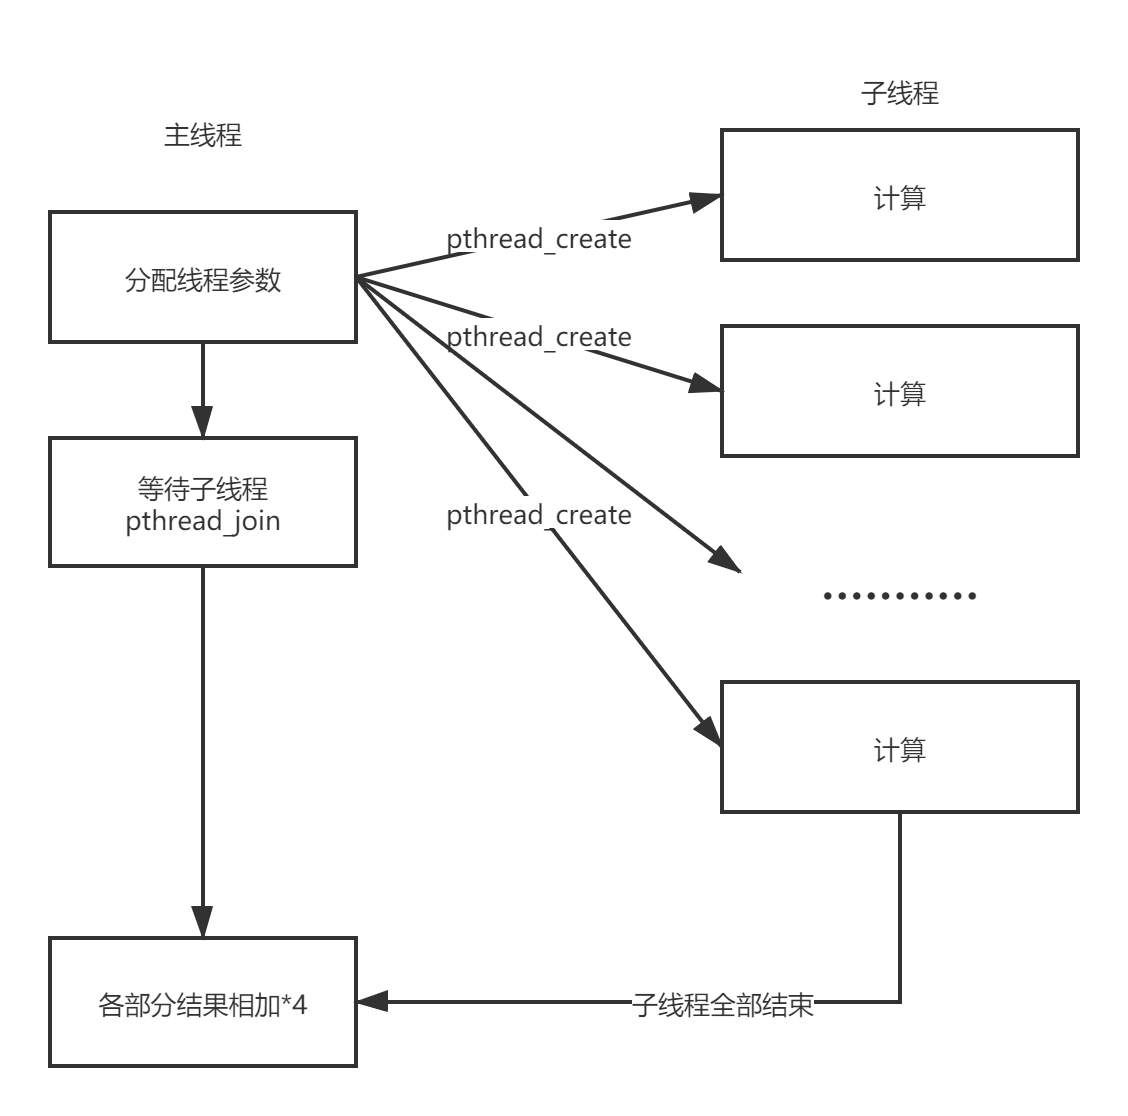 子线程
主线程
计算
pthread_create
分配线程参数
pthread_create
计算
等待子线程
pthread_join
pthread_create
...........
计算
各部分结果相加*4
子线程全部结束